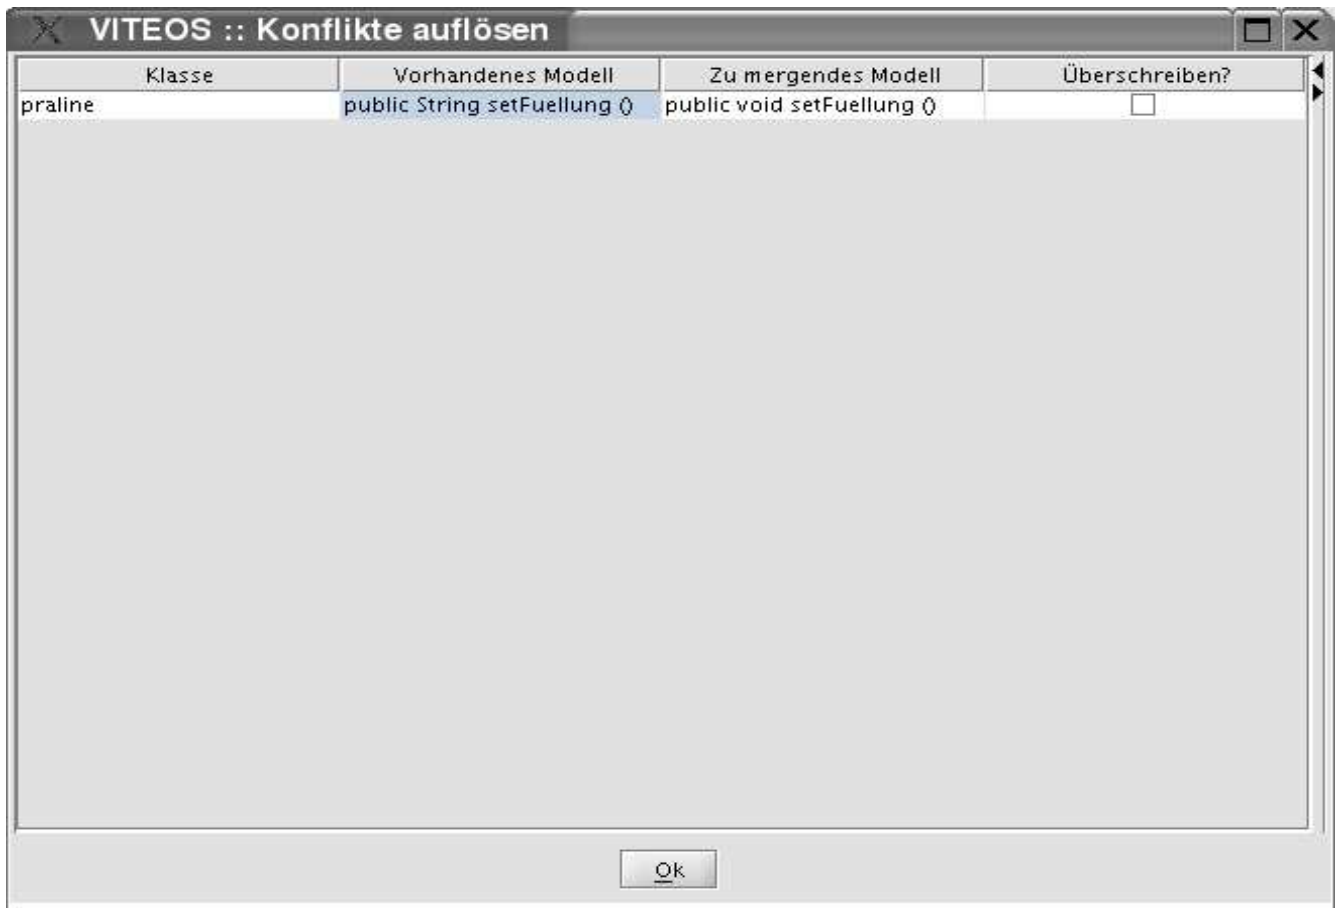 VITEOS :: Konflikte auflösen
Klasse Vorhandenes Modell Zu mergendes Modell Überschreiben?
praline public String setFuellung () public void setFuellung ()
Ok